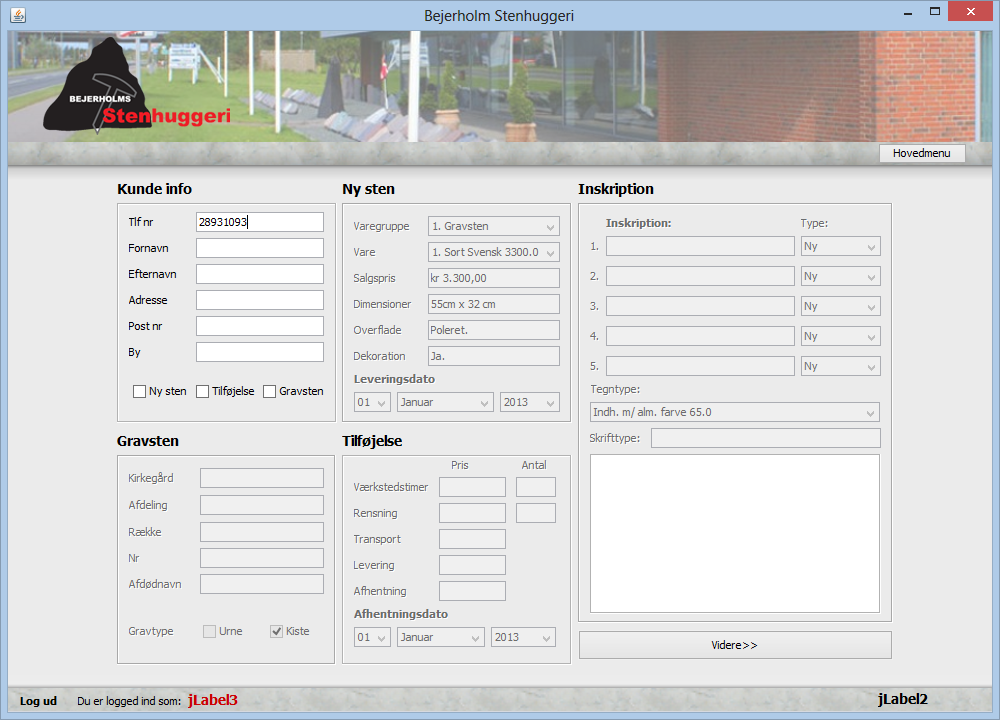 Bejerholm Stenhuggeri
BEJERHOLMS
Stenhuggeri
Hovedmenu
Kunde info
Tlf nr 28931093
Fornavn
Efternavn
Adresse
Post nr
By
Ny sten Tilføjelse Gravsten
Ny sten
Varegruppe 1. Gravsten
Vare 1. Sort Svensk 3300.0
Salgspris kr 3.300,00
Dimensioner 55cm x 32 cm
Overflade Poleret.
Dekoration Ja.
Leveringsdato
01 Januar 2013
Inskription
Inskription: Type:
1. Ny
2. Ny
3. Ny
4. Ny
5. Ny
Tegntype:
Indh. m/ alm. farve 65.0
Skrifttype:
Videre>>
Gravsten
Kirkegård
Afdeling
Række
Nr
Afdødnavn
Gravtype Urne Kiste
Tilføjelse
Pris Antal
Værkstedstimer
Rensning
Transport
Levering
Afhentning
Afhentningsdato
01 Januar 2013
Log ud Du er logged ind som: jLabel3
jLabel2